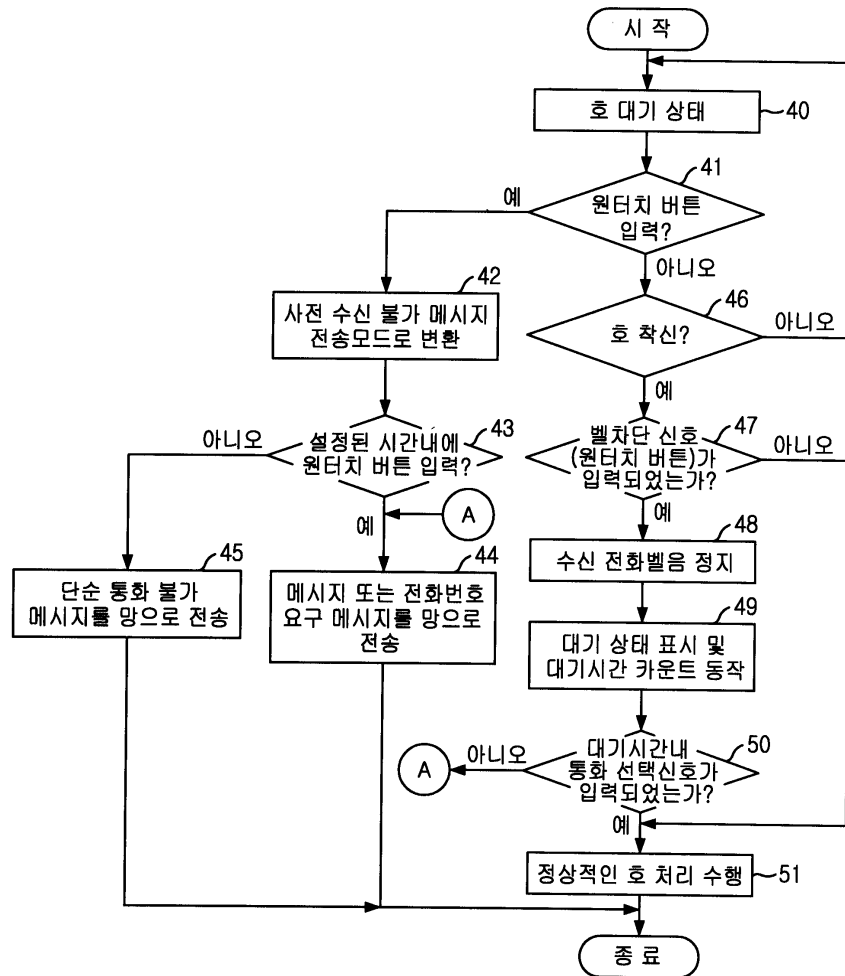 시 작
호 대기 상태
40
41
원터치 버튼
입력?
예
아니오
42
사전 수신 불가 메시지
전송모드로 변환
46
호 착신?
아니오
예
43
설정된 시간내에
원터치 버튼 입력?
아니오
예
A
47
벨차단 신호
(원터치 버튼)가
입력되었는가?
아니오
예
45
단순 통화 불가
메시지를 망으로 전송
44
메시지 또는 전화번호
요구 메시지를 망으로
전송
48
수신 전화벨음 정지
49
대기 상태 표시 및
대기시간 카운트 동작
50
대기시간내
통화 선택신호가
입력되었는가?
아니오
A
예
정상적인 호 처리 수행
51
종 료